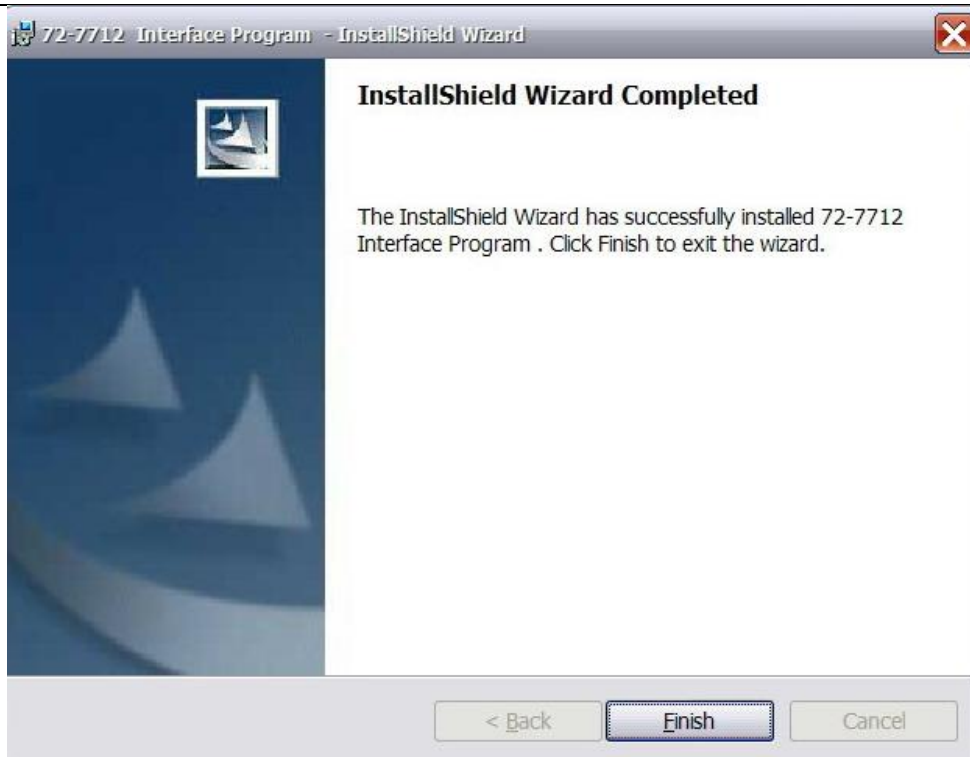 72-7712 Interface Program - InstallShield Wizard
InstallShield Wizard Completed
The InstallShield Wizard has successfully installed 72-7712
Interface Program . Click Finish to exit the wizard.
< Back Finish Cancel